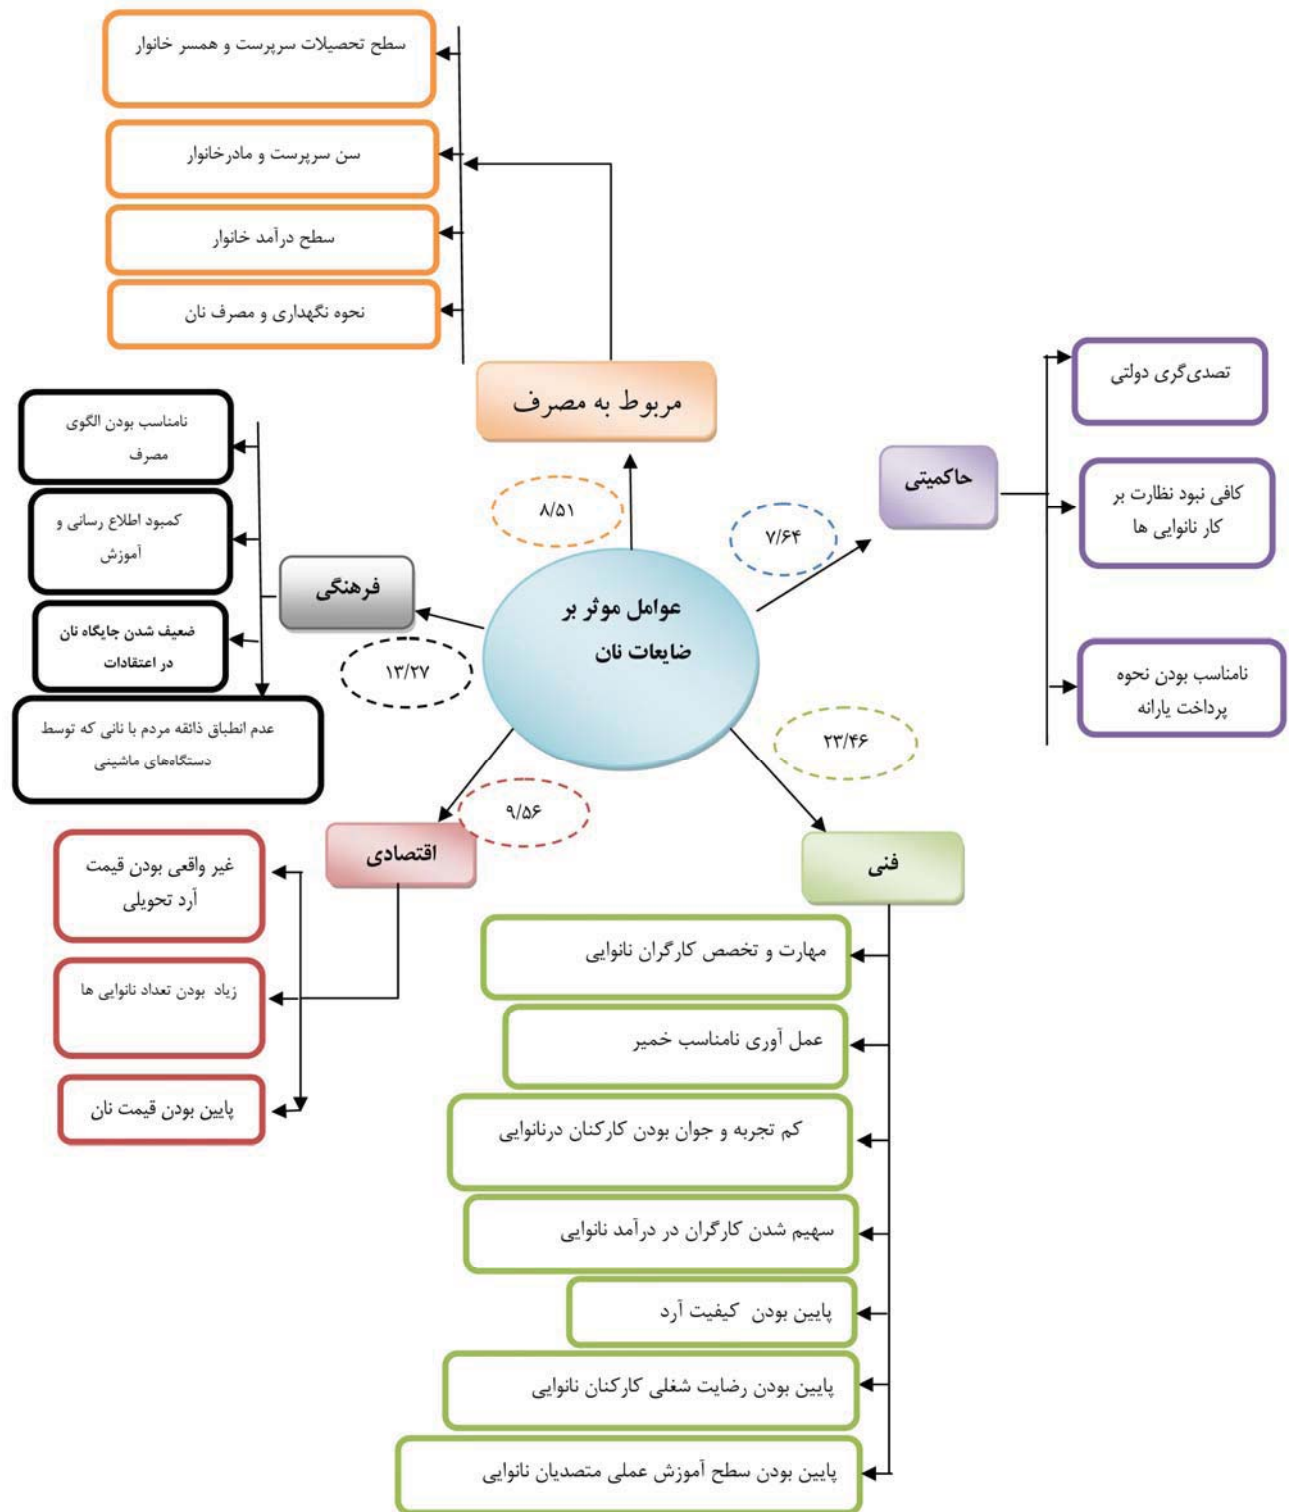 سطح تحصیلات سرپرست و همسر خانوار
سن سرپرست و مادرخانوار
سطح درآمد خانوار
نحوه نگهداری و مصرف نان
مربوط به مصرف
۸/۵۱
تصدی‌گری دولتی
کافی نبود نظارت بر
کار نانوایی ها
نامناسب بودن نحوه
پرداخت یارانه
حاکمیتی
۷/۶۴
عوامل موثر بر
ضایعات نان
نامناسب بودن الگوی
مصرف
کمبود اطلاع رسانی و
آموزش
ضعیف شدن جایگاه نان
در اعتقادات
عدم انطباق ذائقه مردم با نانی که توسط
دستگاه‌های ماشینی
فرهنگی
۱۳/۲۷
۲۳/۴۶
۹/۵۶
اقتصادی
غیر واقعی بودن قیمت
آرد تحویلی
زیاد بودن تعداد نانوایی ها
پایین بودن قیمت نان
فنی
مهارت و تخصص کارگران نانوایی
عمل آوری نامناسب خمیر
کم تجربه و جوان بودن کارکنان درنانوایی
سهیم شدن کارگران در درآمد نانوایی
پایین بودن کیفیت آرد
پایین بودن رضایت شغلی کارکنان نانوایی
پایین بودن سطح آموزش عملی متصدیان نانوایی